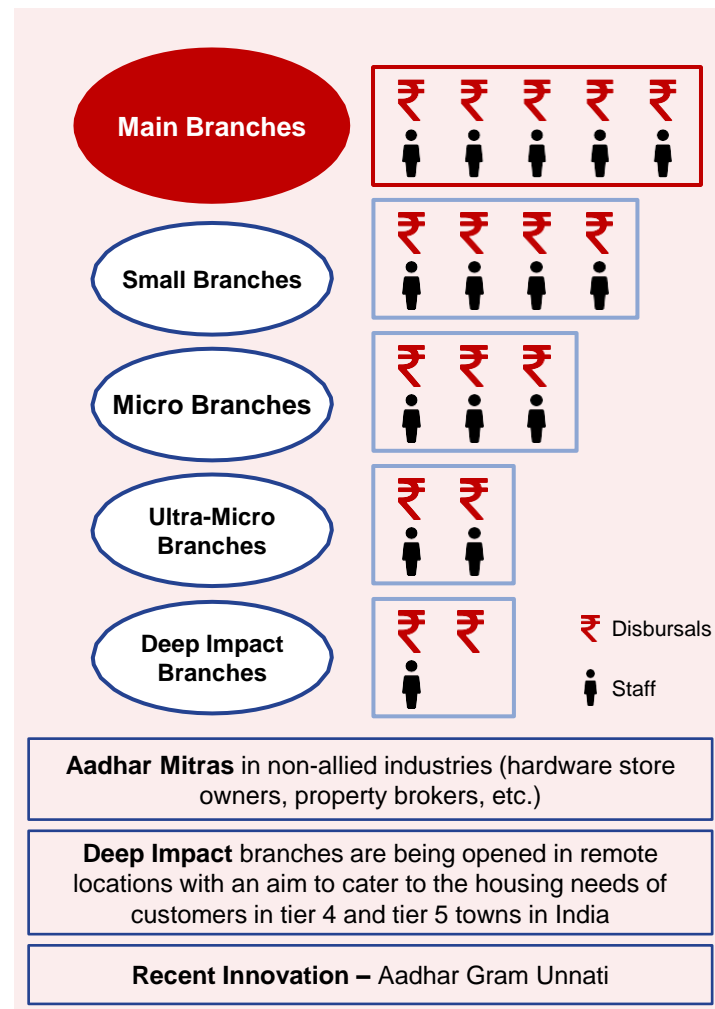 Main Branches
₹ ₹ ₹ ₹ ₹
Small Branches
₹ ₹ ₹ ₹
Micro Branches
₹ ₹ ₹
Ultra-Micro
Branches
₹ ₹
Deep Impact
Branches
₹ ₹
₹ Disbursals
Staff
Aadhar Mitras in non-allied industries (hardware store
owners, property brokers, etc.)
Deep Impact branches are being opened in remote
locations with an aim to cater to the housing needs of
customers in tier 4 and tier 5 towns in India
Recent Innovation – Aadhar Gram Unnati